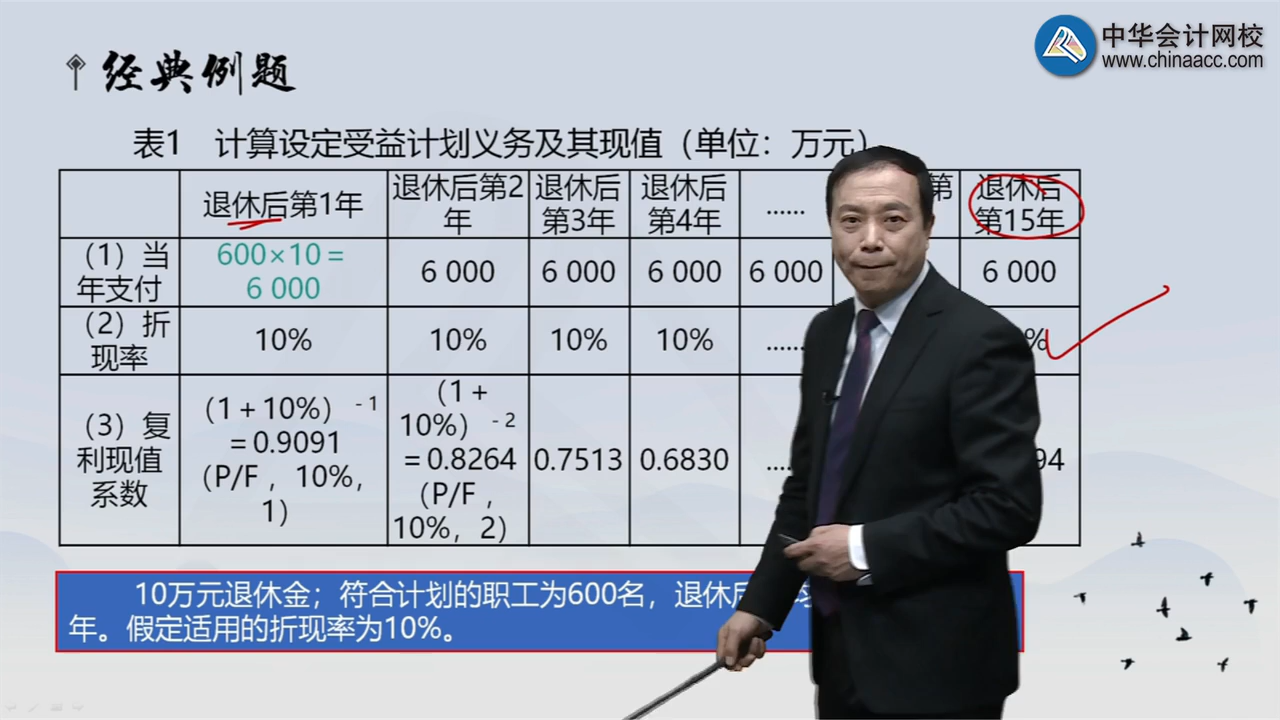 中华会计网校
www.chinaacc.com
经典例题
表1 计算设定受益计划义务及其现值（单位：万元）
退休后第1年
退休后第2
年
退休后
第3年
退休后
第4年
……
第
退休后
第15年
（1）当
年支付
600×10＝
6 000
6 000
6 000
6 000
6 000
6 000
（2）折
现率
10%
10%
10%
10%
……
%
（3）复
利现值
系数
（1＋10%）-1
＝0.9091
（P/F，10%，
1）
（1＋
10%）-2
＝0.8264
（P/F，
10%，2）
0.7513
0.6830
94
10万元退休金；符合计划的职工为600名，退休后
年。假定适用的折现率为10%。